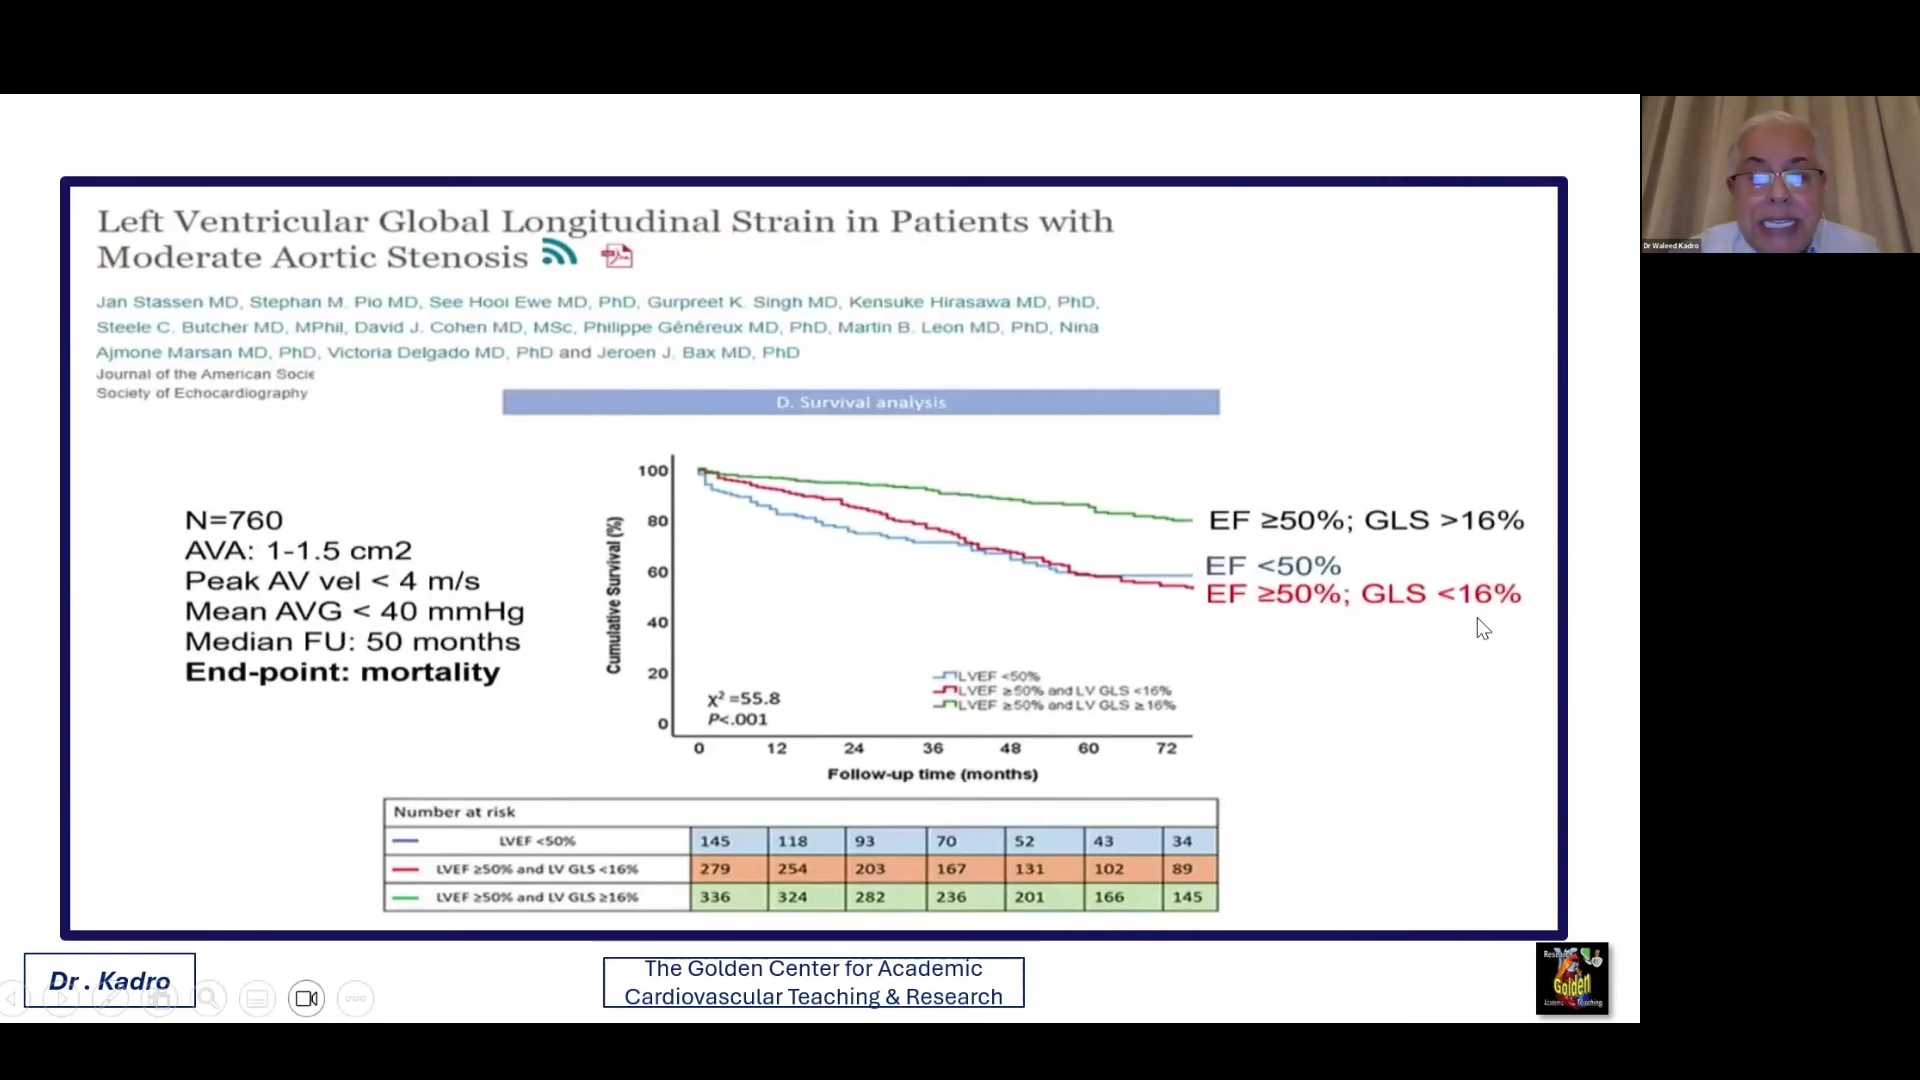 Dr Waleed Kadro
Left Ventricular Global Longitudinal Strain in Patients with
Moderate Aortic Stenosis
Jan Stassen MD, Stephan M. Pio MD, See Hooi Ewe MD, PhD, Gurpreet K. Singh MD, Kensuke Hirasawa MD, PhD,
Steele C. Butcher MD, MPhil, David J. Cohen MD, MSc, Philippe Généreux MD, PhD, Martin B. Leon MD, PhD, Nina
Ajmone Marsan MD, PhD, Victoria Delgado MD, PhD and Jeroen J. Bax MD, PhD
Journal of the American Socie
Society of Echocardiography
D. Survival analysis
N=760
AVA: 1-1.5 cm2
Peak AV vel < 4 m/s
Mean AVG < 40 mmHg
Median FU: 50 months
End-point: mortality
Cumulative Survival (%)
100
80
60
40
20
0
EF ≥50%; GLS >16%
EF <50%
EF ≥50%; GLS <16%
χ² =55.8
P<.001
LVEF <50%
LVEF ≥50% and LV GLS <16%
LVEF ≥50% and LV GLS ≥16%
0 12 24 36 48 60 72
Follow-up time (months)
Number at risk
LVEF <50% 145 118 93 70 52 43 34
LVEF ≥50% and LV GLS <16% 279 254 203 167 131 102 89
LVEF ≥50% and LV GLS ≥16% 336 324 282 236 201 166 145
Dr . Kadro
The Golden Center for Academic
Cardiovascular Teaching & Research
Golden
Academic Teaching